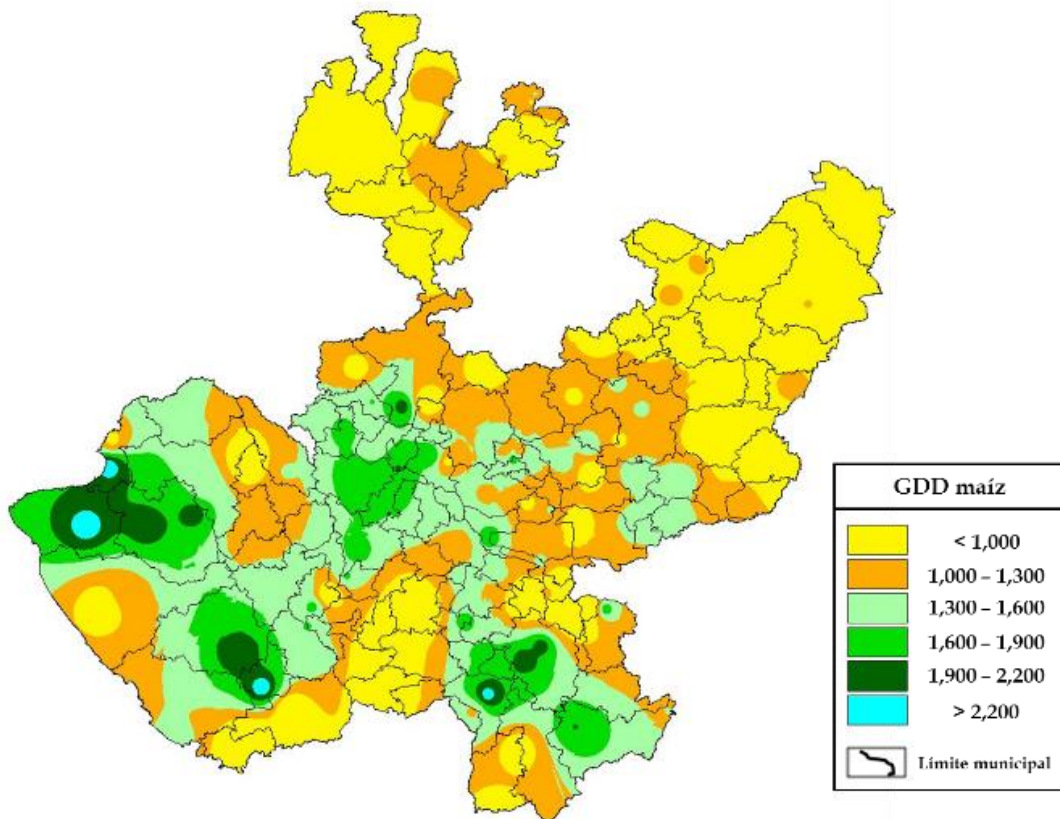 GDD maíz
< 1,000
1,000 – 1,300
1,300 – 1,600
1,600 – 1,900
1,900 – 2,200
> 2,200
Límite municipal